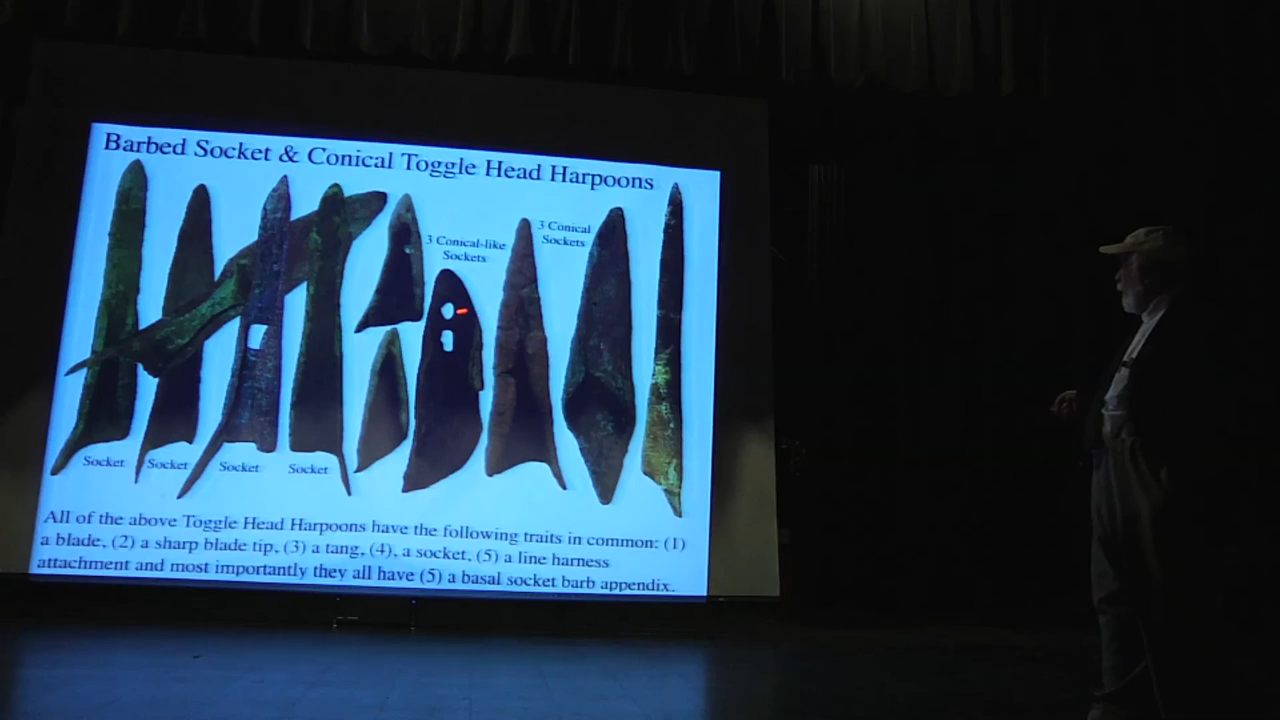 Barbed Socket & Conical Toggle Head Harpoons
3 Conical-like
Sockets
3 Conical
Sockets
Socket
Socket
Socket
Socket
All of the above Toggle Head Harpoons have the following traits in common: (1)
a blade, (2) a sharp blade tip, (3) a tang, (4), a socket, (5) a line harness
attachment and most importantly they all have (5) a basal socket barb appendix.